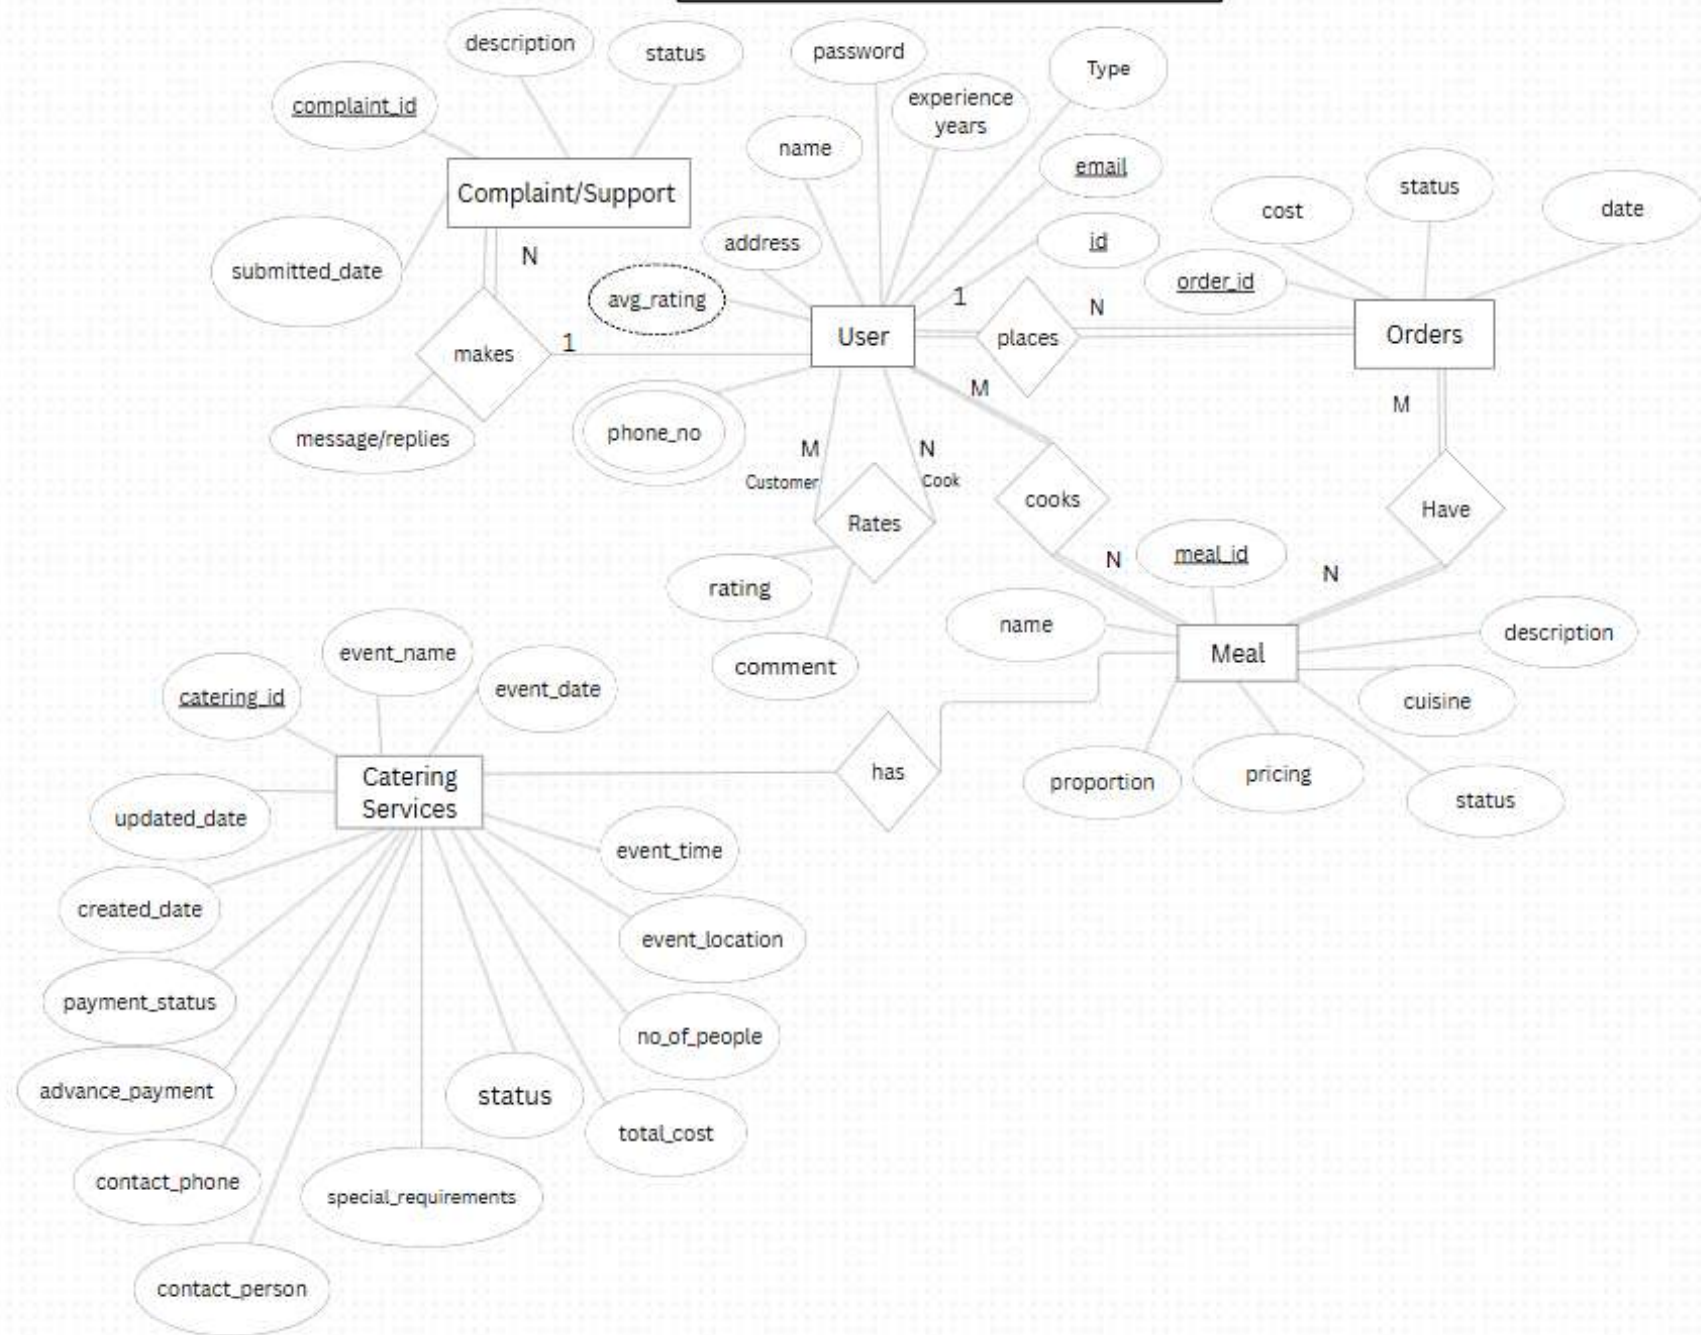 description
status
password
Type
complaint_id
experience
years
name
email
Complaint/Support
status
cost
date
address
id
N
submitted_date
order_id
avg_rating
1
N
User
places
Orders
makes
1
M
M
phone_no
message/replies
M
N
Customer
Cook
cooks
Have
Rates
meal_id
N
N
rating
name
description
event_name
Meal
comment
event_date
catering_id
cuisine
has
Catering
Services
proportion
pricing
status
updated_date
event_time
created_date
event_location
payment_status
no_of_people
advance_payment
status
total_cost
contact_phone
special_requirements
contact_person